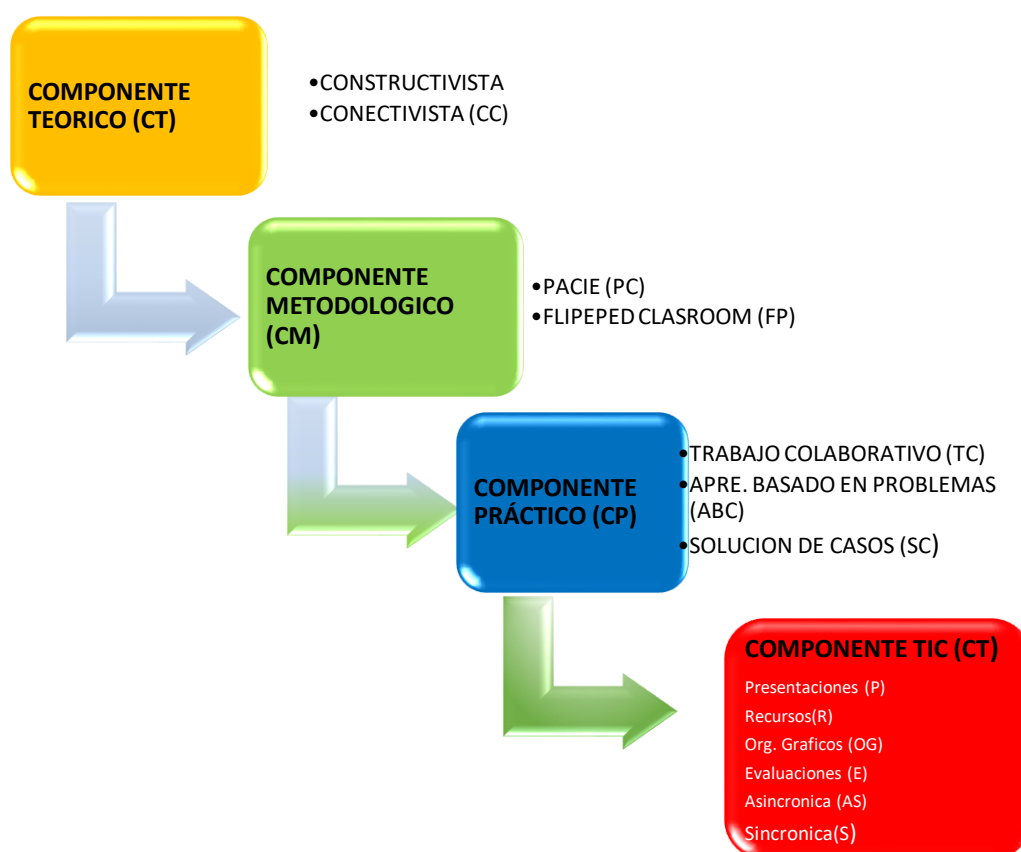 COMPONENTE
TEORICO (CT)
•CONSTRUCTIVISTA
•CONECTIVISTA (CC)
COMPONENTE
METODOLOGICO
(CM)
•PACIE (PC)
•FLIPEPED CLASROOM (FP)
COMPONENTE
PRÁCTICO (CP)
•TRABAJO COLABORATIVO (TC)
•APRE. BASADO EN PROBLEMAS
(ABC)
•SOLUCION DE CASOS (SC)
COMPONENTE TIC (CT)
Presentaciones (P)
Recursos(R)
Org. Graficos (OG)
Evaluaciones (E)
Asincronica (AS)
Sincronica(S)